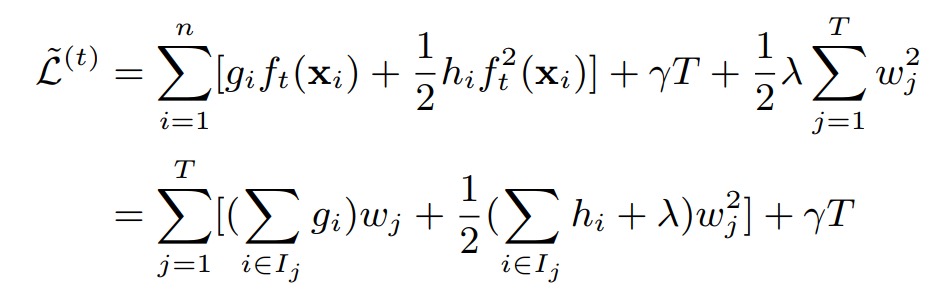 \tilde{\mathcal{L}}^{(t)} = \sum_{i=1}^{n} [g_i f_t(\mathbf{x}_i) + \frac{1}{2} h_i f_t^2(\mathbf{x}_i)] + \gamma T + \frac{1}{2} \lambda \sum_{j=1}^{T} w_j^2
= \sum_{j=1}^{T} [(\sum_{i \in I_j} g_i) w_j + \frac{1}{2} (\sum_{i \in I_j} h_i + \lambda) w_j^2] + \gamma T